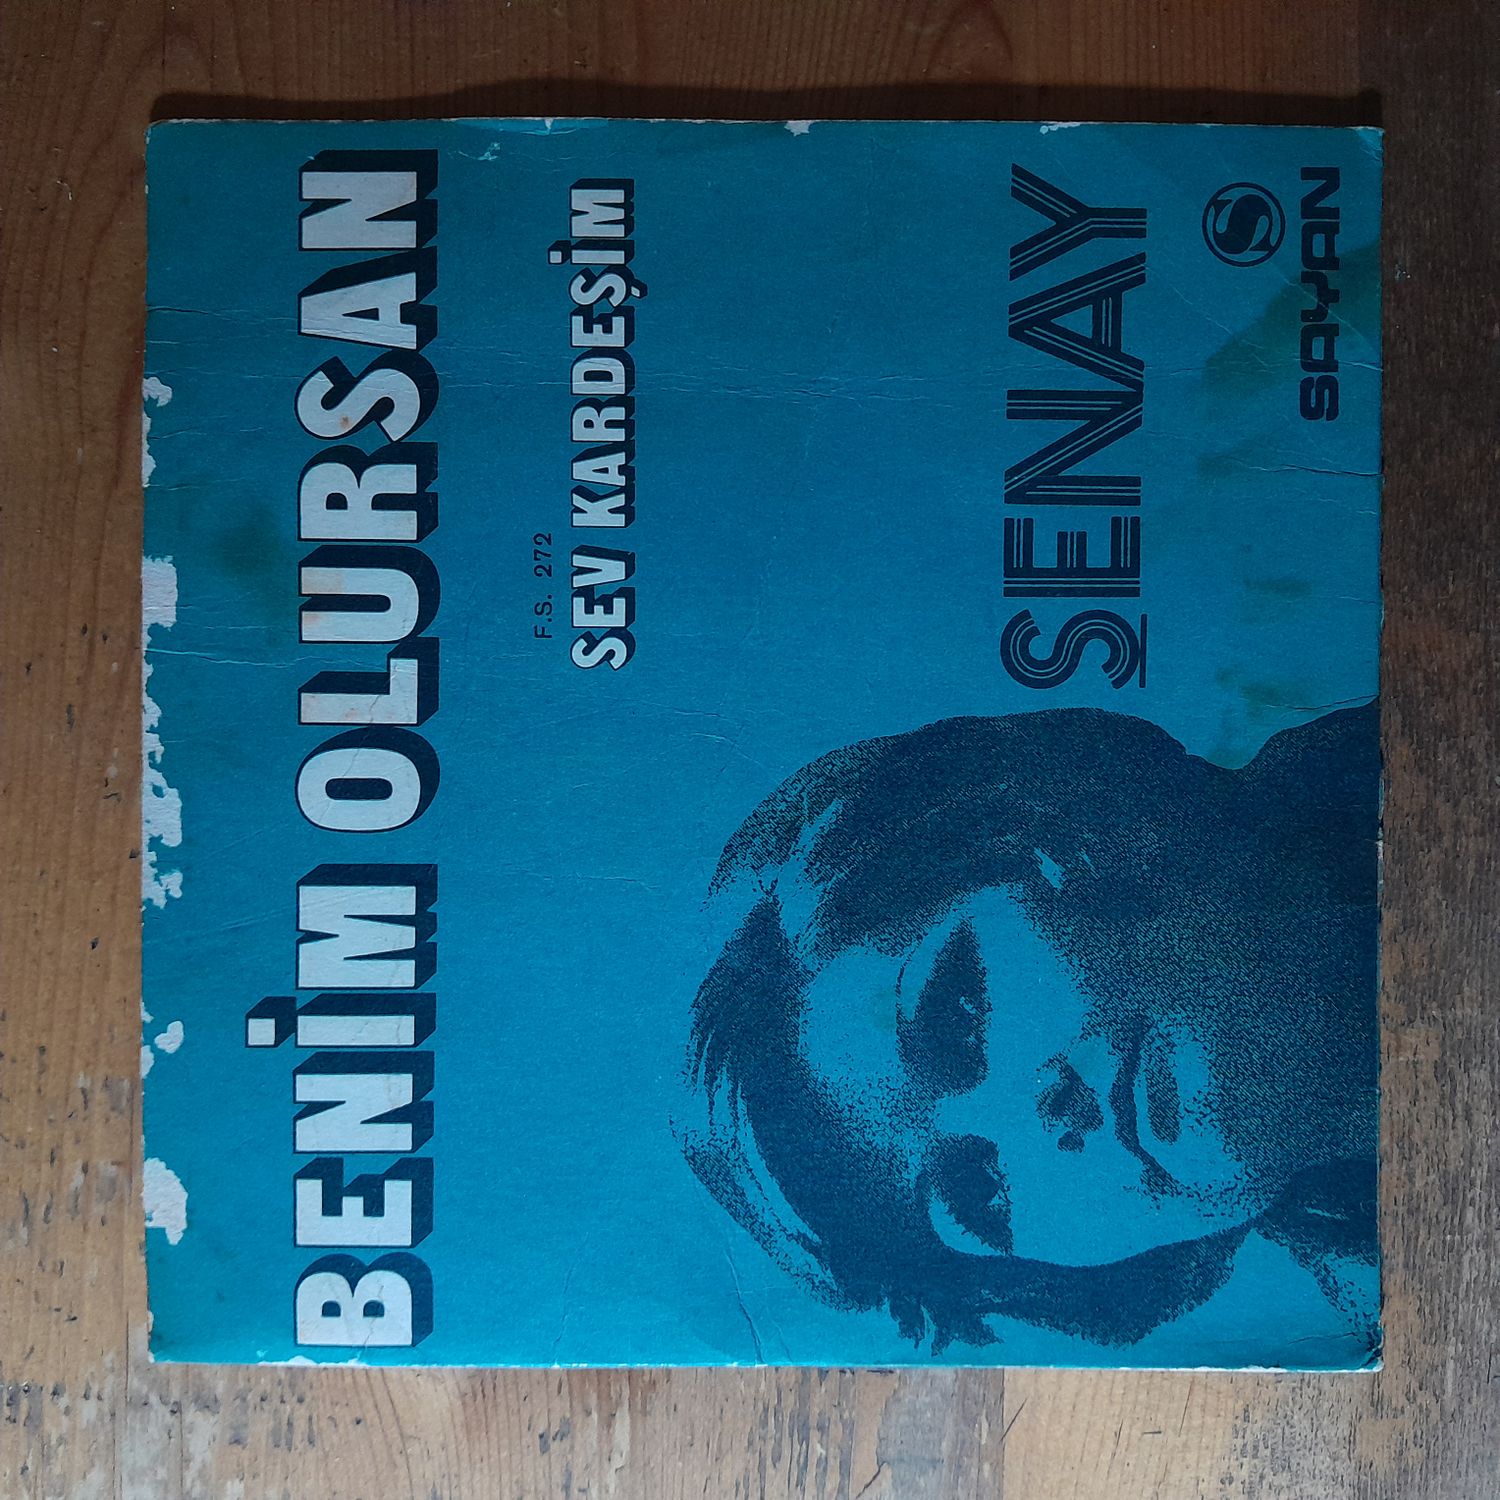 BENİM OLURSAN
F.S. 272
SEV KARDEŞİM
ŞENAY
S
SAYAN